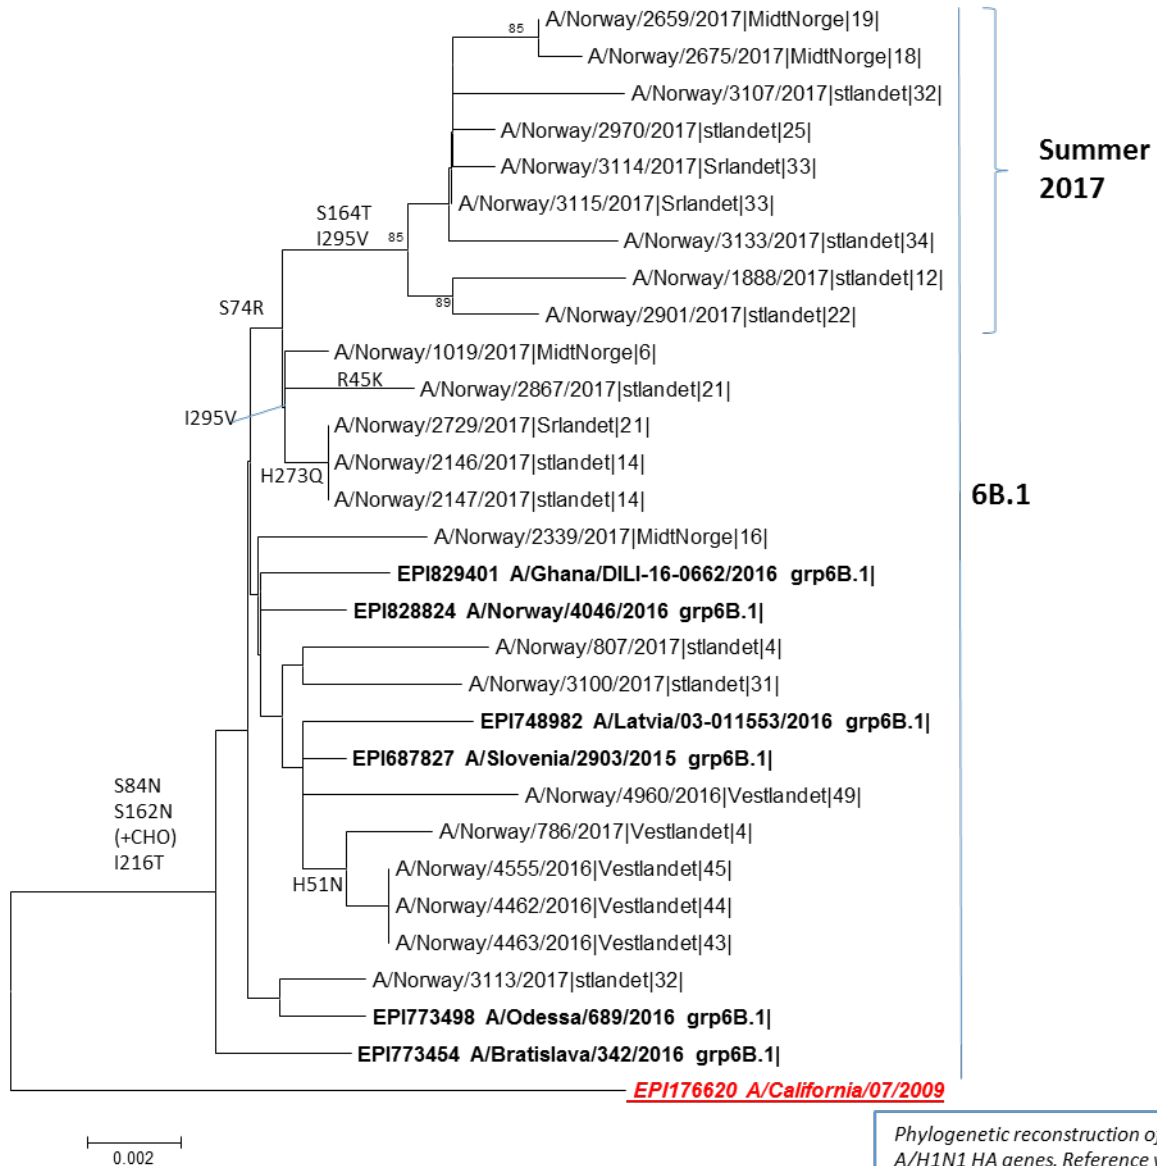 A/Norway/2659/2017|MidtNorge|19|
85
A/Norway/2675/2017|MidtNorge|18|
A/Norway/3107/2017|stlandet|32|
A/Norway/2970/2017|stlandet|25|
Summer
2017
A/Norway/3114/2017|Srlandet|33|
A/Norway/3115/2017|Srlandet|33|
S164T
I295V
85
A/Norway/3133/2017|stlandet|34|
A/Norway/1888/2017|stlandet|12|
89
A/Norway/2901/2017|stlandet|22|
S74R
A/Norway/1019/2017|MidtNorge|6|
R45K
A/Norway/2867/2017|stlandet|21|
I295V
A/Norway/2729/2017|Srlandet|21|
A/Norway/2146/2017|stlandet|14|
H273Q
A/Norway/2147/2017|stlandet|14|
6B.1
A/Norway/2339/2017|MidtNorge|16|
EPI829401 A/Ghana/DILI-16-0662/2016 grp6B.1|
EPI828824 A/Norway/4046/2016 grp6B.1|
A/Norway/807/2017|stlandet|4|
A/Norway/3100/2017|stlandet|31|
EPI748982 A/Latvia/03-011553/2016 grp6B.1|
EPI687827 A/Slovenia/2903/2015 grp6B.1|
S84N
S162N
(+CHO)
I216T
A/Norway/4960/2016|Vestlandet|49|
A/Norway/786/2017|Vestlandet|4|
A/Norway/4555/2016|Vestlandet|45|
H51N
A/Norway/4462/2016|Vestlandet|44|
A/Norway/4463/2016|Vestlandet|43|
A/Norway/3113/2017|stlandet|32|
EPI773498 A/Odessa/689/2016 grp6B.1|
EPI773454 A/Bratislava/342/2016 grp6B.1|
EPI176620 A/California/07/2009
0.002
Phylogenetic reconstruction of
A/H1N1 HA genes. Reference